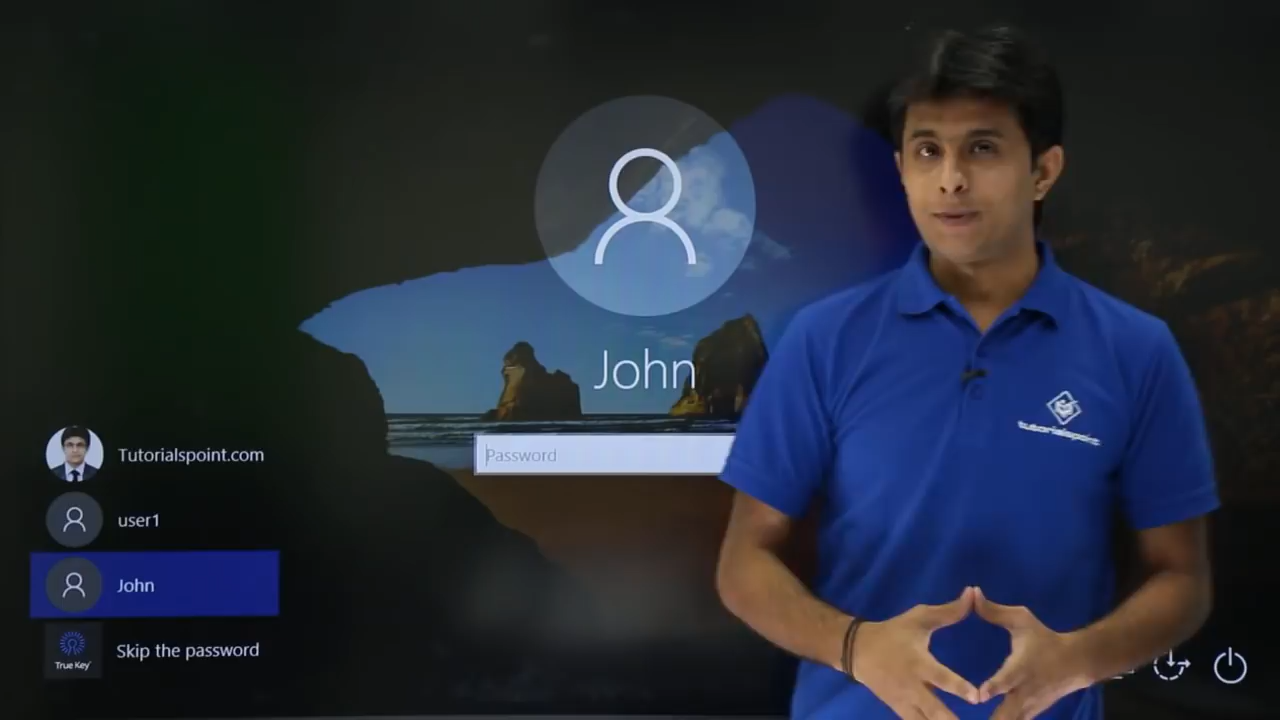 John
Password
Tutorialspoint.com
user1
John
Skip the password
True Key
tutorialspoint